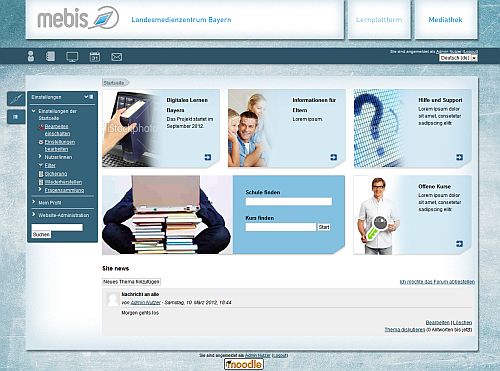 mebis
Landesmedienzentrum Bayern
Lernplattform
Mediathek
Sie sind angemeldet als Admin Nutzer (Logout)
Deutsch (de)
Startseite
Einstellungen
Einstellungen der
Startseite
Bearbeiten
einschalten
Einstellungen
bearbeiten
Nutzer/innen
Filter
Sicherung
Wiederherstellen
Fragensammlung
Mein Profil
Website-Administration
Suchen
Digitales Lernen
Bayern
Das Projekt startet im
September 2012.
Informationen für
Eltern
Lorem ipsum.
Hilfe und Support
Lorem ipsum dolor
sit amet, consetetur
sadipscing elitr.
iStockphoto
Schule finden
Kurs finden
Start
Offene Kurse
Lorem ipsum dolor
sit amet, consetetur
sadipscing elitr.
Site news
Neues Thema hinzufügen
Ich möchte das Forum abbestellen
Nachricht an alle
von Admin Nutzer - Samstag, 10. März 2012, 18:44
Morgen gehts los
Bearbeiten | Löschen
Thema diskutieren (0 Antworten bis jetzt)
Sie sind angemeldet als Admin Nutzer (Logout)
moodle